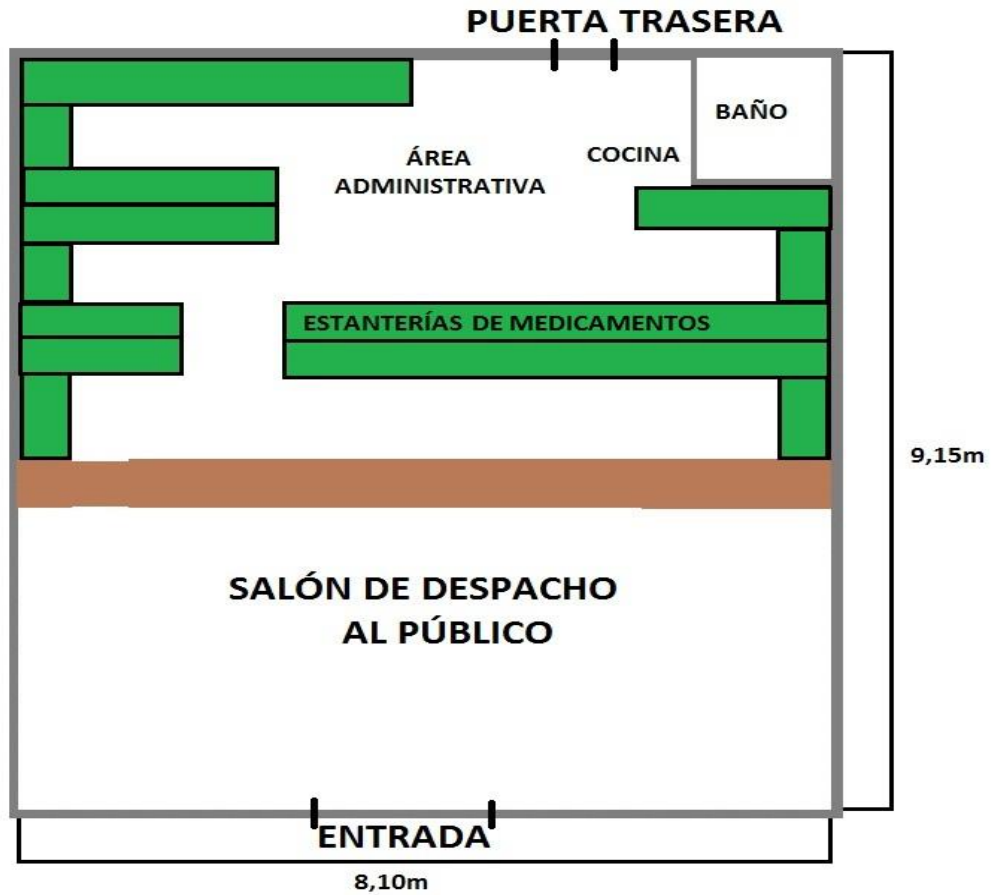 PUERTA TRASERA
BAÑO
ÁREA
ADMINISTRATIVA
COCINA
ESTANTERÍAS DE MEDICAMENTOS
9,15m
SALÓN DE DESPACHO
AL PÚBLICO
ENTRADA
8,10m